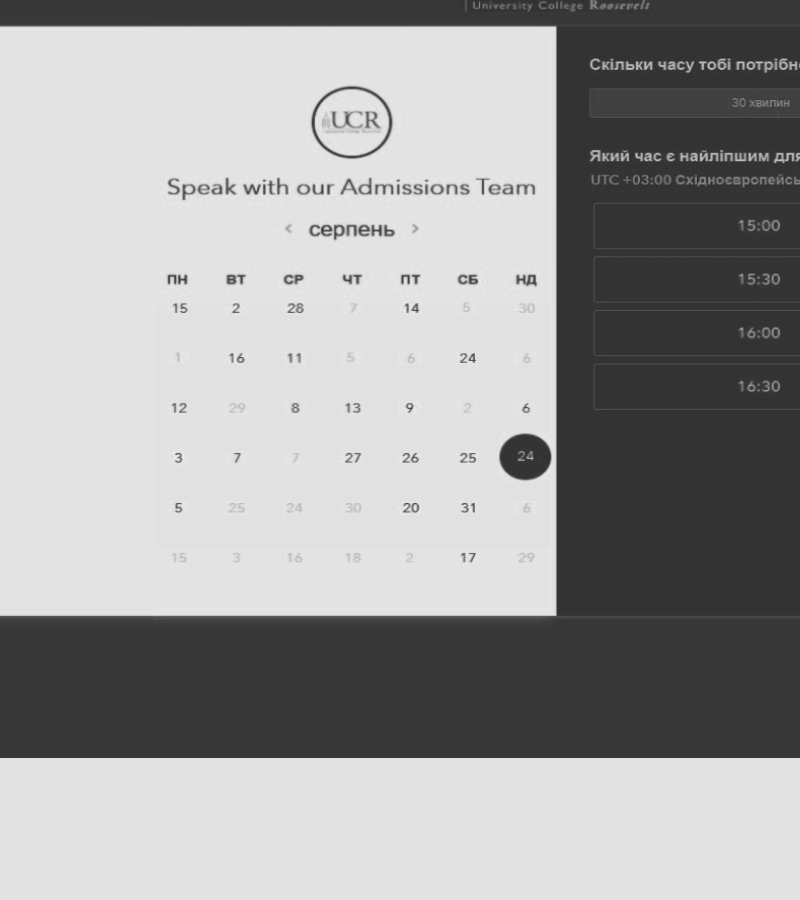 | University College Roosevelt
UCR
Speak with our Admissions Team
< серпень >
ПН ВТ СР ЧТ ПТ СБ НД
15 2 28 7 14 5 30
1 16 11 5 6 24 6
12 29 8 13 9 2 6
3 7 7 27 26 25 24
5 25 24 30 20 31 6
15 3 16 18 2 17 29
Скільки часу тобі потрібн
30 хвилин
Який час є найліпшим для
UTC +03:00 Східноєвропейсь
15:00
15:30
16:00
16:30